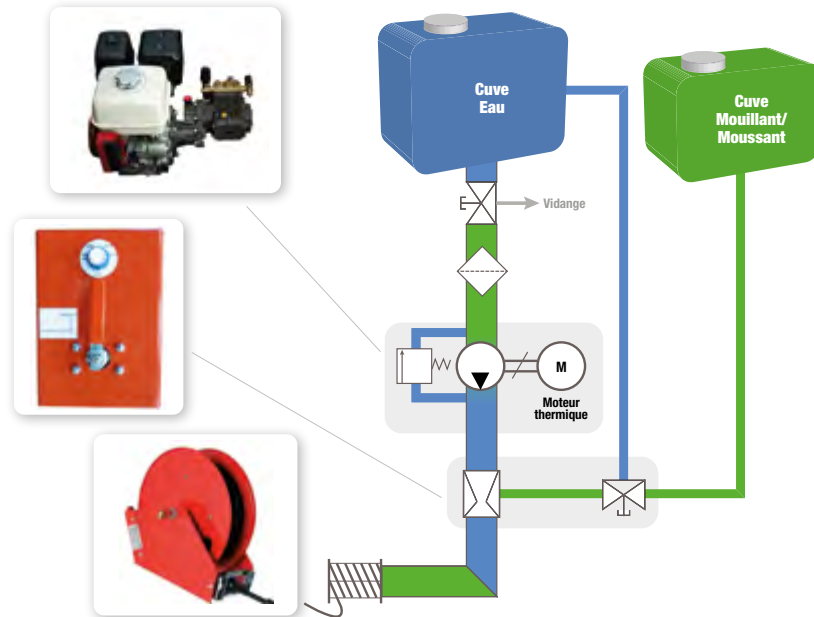 Cuve
Eau
Cuve
Mouillant/
Moussant
Vidange
M
Moteur
thermique